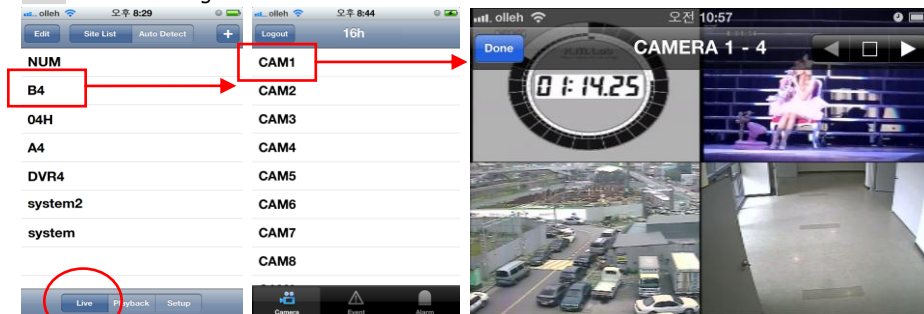 olleh 오후 8:29
Edit Site List Auto Detect +
NUM
B4
04H
A4
DVR4
system2
system
Live Playback Setup
olleh 오후 8:44
Logout 16h
CAM1
CAM2
CAM3
CAM4
CAM5
CAM6
CAM7
CAM8
Camera Event Alarm
olleh 오전 10:57
Done CAMERA 1 - 4
01:14.25